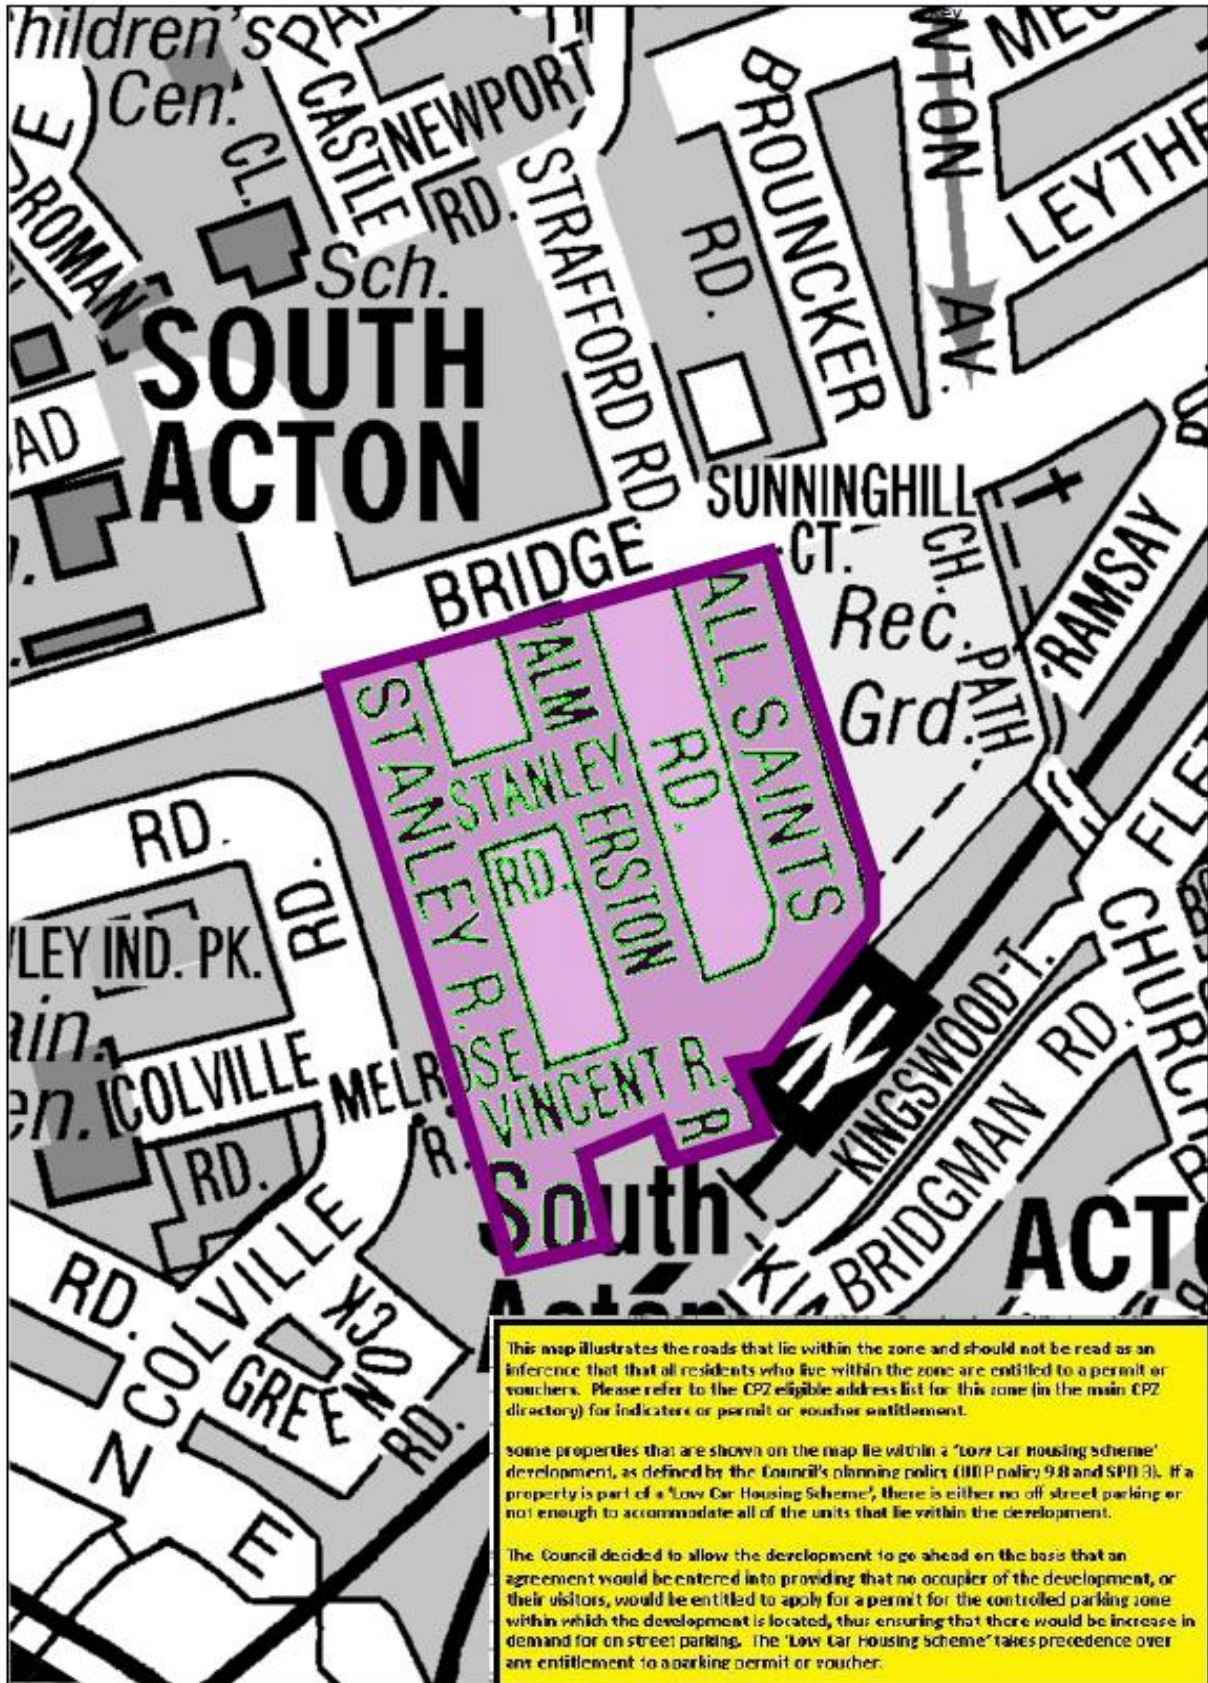 hildren's
Cen.
CL.
CASTLE
NEWPORT
RD.
STRAFFORD RD
BROUNCKER
RD.
NTON
AV.
LEYTHE
ROMAN
Sch.
SOUTH
ACTON
AD
BRIDGE
SUNNINGHILL
CT.
CH.
PATH
Rec.
Grd.
RAMSAY
STANLEY R.
PALM
ERSTON
RD.
ALL SAINTS
STANLEY
RD.
RD.
RD.
LEY IND. PK.
ain.
en.
COLVILLE
RD.
MELROSE
R.
VINCENT R.
R
South
Acton
KINGSWOOD T.
BRIDGMAN RD.
CHURCH
FLE
ACTO
RD.
COLVILLE
GREENOCK
RD.
N
E
This map illustrates the roads that lie within the zone and should not be read as an
inference that that all residents who live within the zone are entitled to a permit or
vouchers. Please refer to the CPZ eligible address list for this zone (in the main CPZ
directory) for indicators or permit or voucher entitlement.
Some properties that are shown on the map lie within a 'Low Car Housing Scheme'
development, as defined by the Council's planning policy (UDP policy 9.8 and SPD 3). If a
property is part of a 'Low Car Housing Scheme', there is either no off street parking or
not enough to accommodate all of the units that lie within the development.
The Council decided to allow the development to go ahead on the basis that an
agreement would be entered into providing that no occupier of the development, or
their visitors, would be entitled to apply for a permit for the controlled parking zone
within which the development is located, thus ensuring that there would be increase in
demand for on street parking. The 'Low Car Housing Scheme' takes precedence over
any entitlement to a parking permit or voucher.